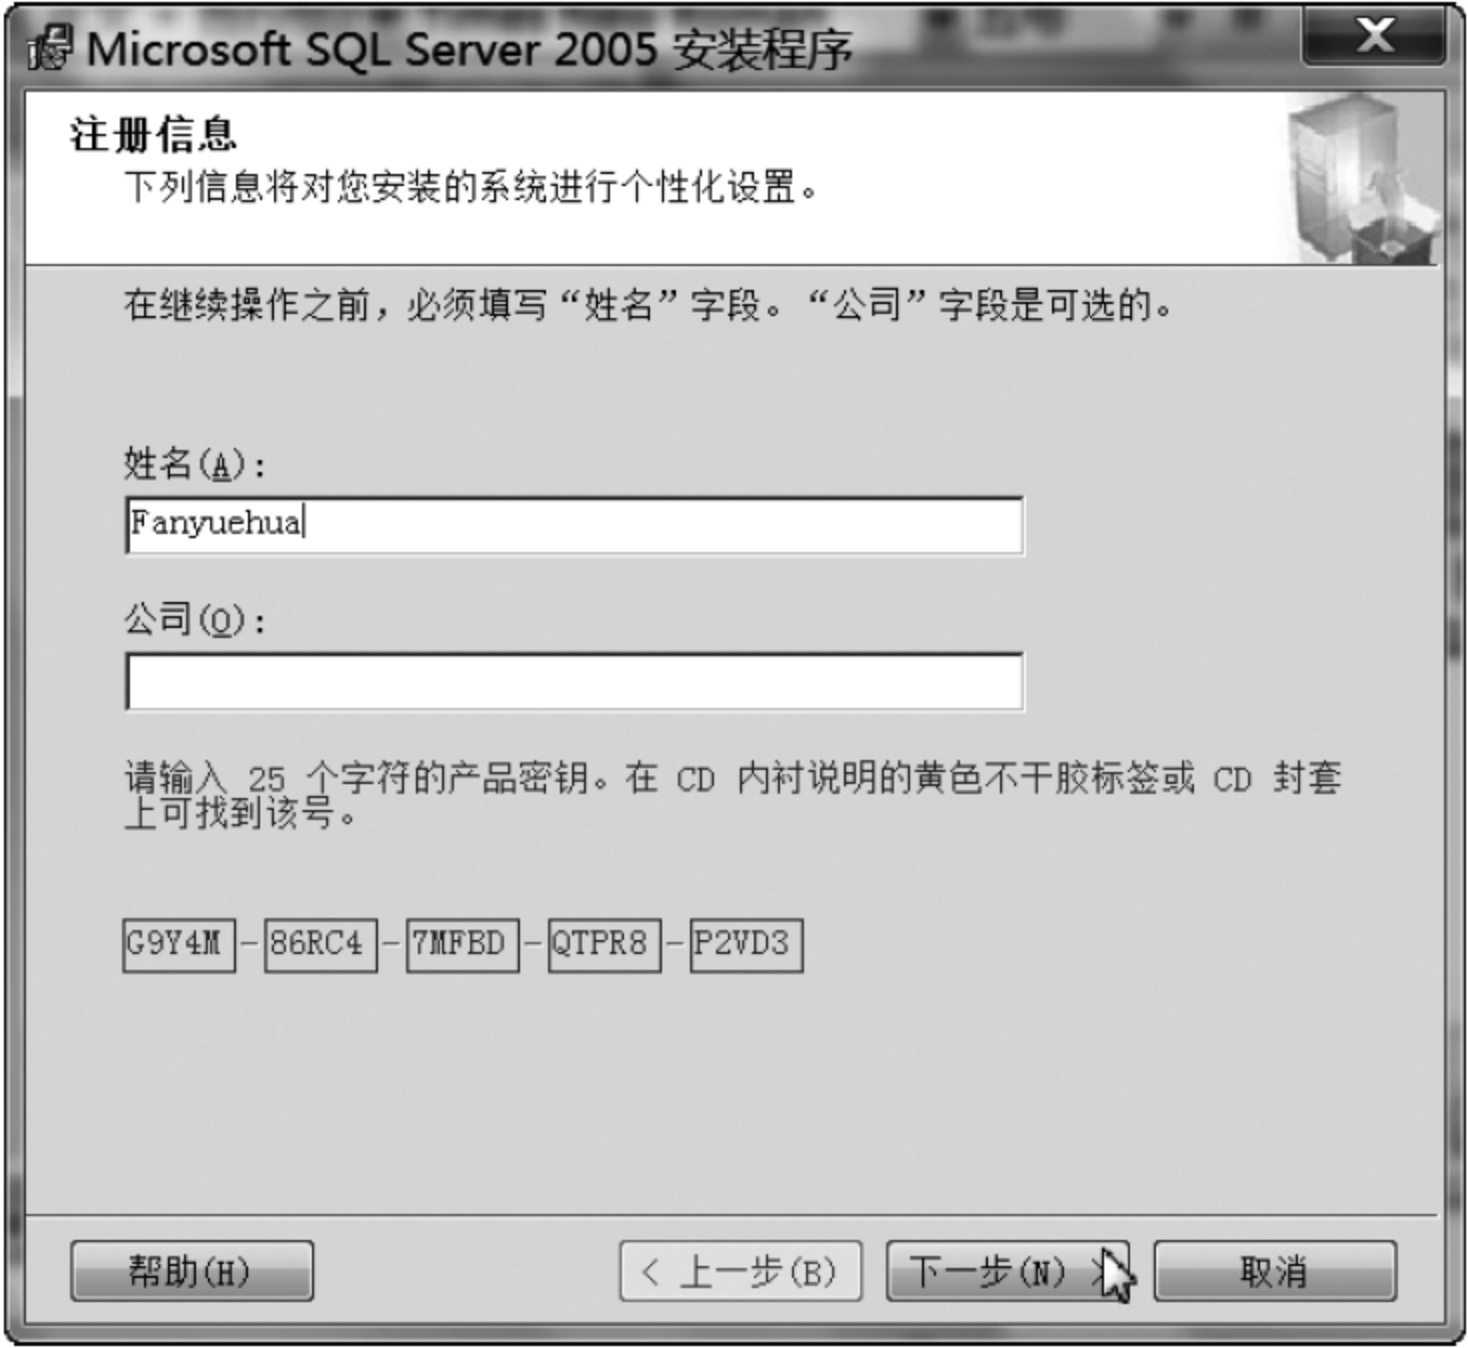 Microsoft SQL Server 2005 安装程序
注册信息
下列信息将对您安装的系统进行个性化设置。
在继续操作之前，必须填写“姓名”字段。“公司”字段是可选的。
姓名(A):
Fanyuehua
公司(O):
请输入 25 个字符的产品密钥。在 CD 内衬说明的黄色不干胶标签或 CD 封套
上可找到该号。
G9Y4M-86RC4-7MFBD-QTPR8-P2VD3
帮助(H) < 上一步(B) 下一步(N) > 取消